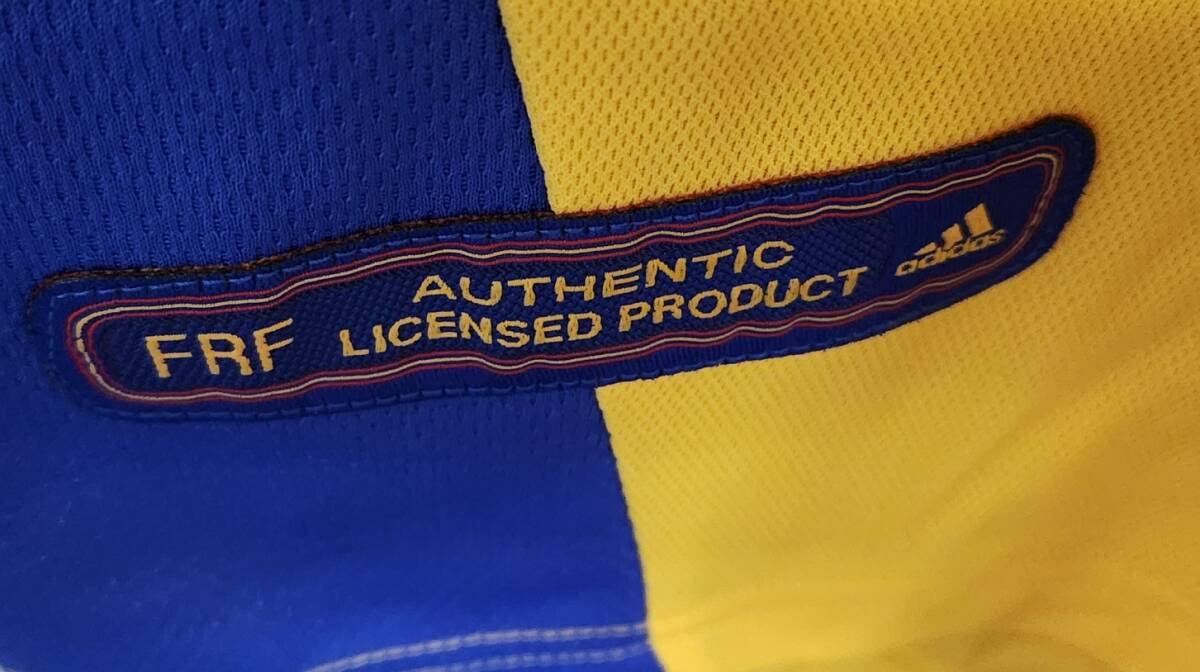 FRF
AUTHENTIC
LICENSED PRODUCT
adidas